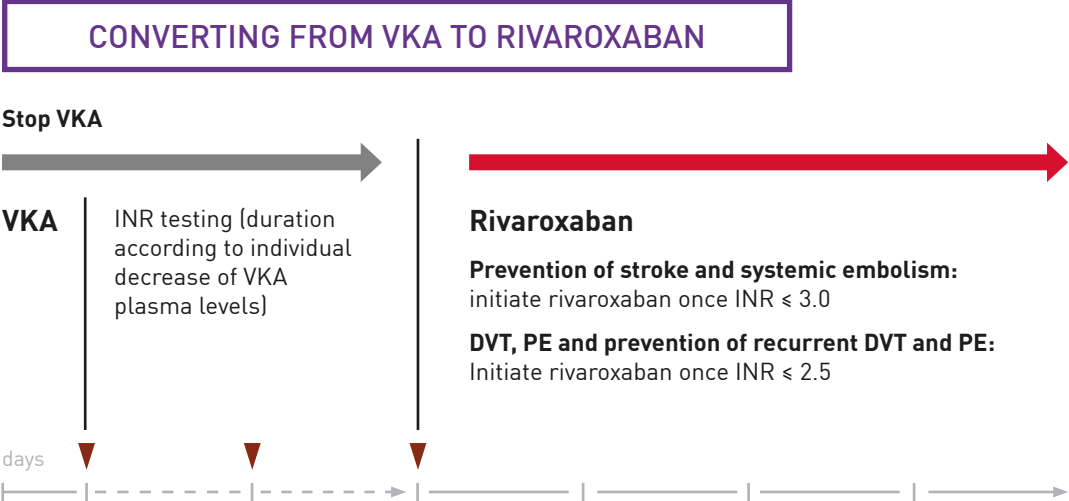 CONVERTING FROM VKA TO RIVAROXABAN
Stop VKA
VKA
INR testing (duration
according to individual
decrease of VKA
plasma levels)
Rivaroxaban
Prevention of stroke and systemic embolism:
initiate rivaroxaban once INR ⩽ 3.0
DVT, PE and prevention of recurrent DVT and PE:
Initiate rivaroxaban once INR ⩽ 2.5
days